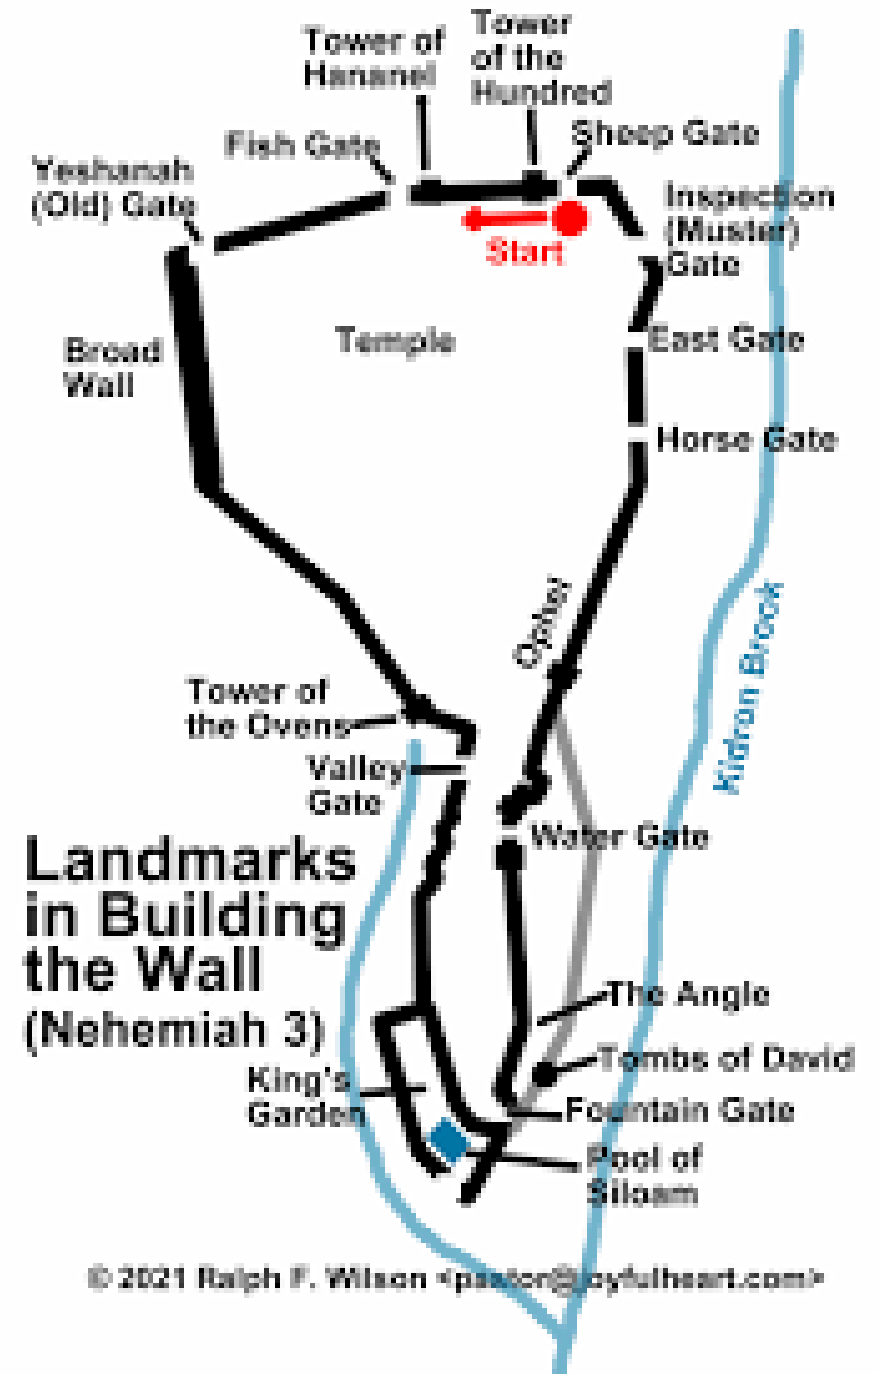 Tower of
Hananel
Tower
of the
Hundred
Fish Gate
Sheep Gate
Yeshanah
(Old) Gate
Inspection
(Muster)
Gate
Start
Broad
Wall
Temple
East Gate
Horse Gate
Ophel
Kidron Brook
Tower of
the Ovens
Valley
Gate
Water Gate
Landmarks
in Building
the Wall
(Nehemiah 3)
The Angle
Tombs of David
King's
Garden
Fountain Gate
Pool of
Siloam
© 2021 Ralph F. Wilson <pastor@joyfulheart.com>